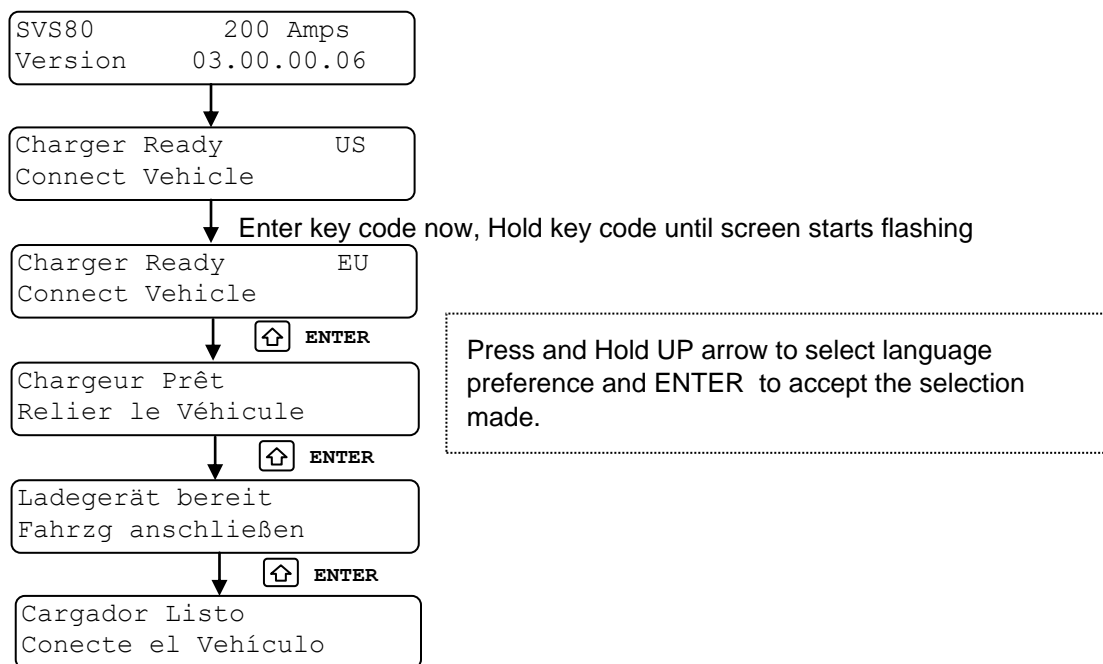 SVS80 200 Amps
Version 03.00.00.06
Charger Ready US
Connect Vehicle
Enter key code now, Hold key code until screen starts flashing
Charger Ready EU
Connect Vehicle
ENTER
Press and Hold UP arrow to select language
preference and ENTER to accept the selection
made.
Chargeur Prêt
Relier le Véhicule
ENTER
Ladegerät bereit
Fahrzg anschließen
ENTER
Cargador Listo
Conecte el Vehículo